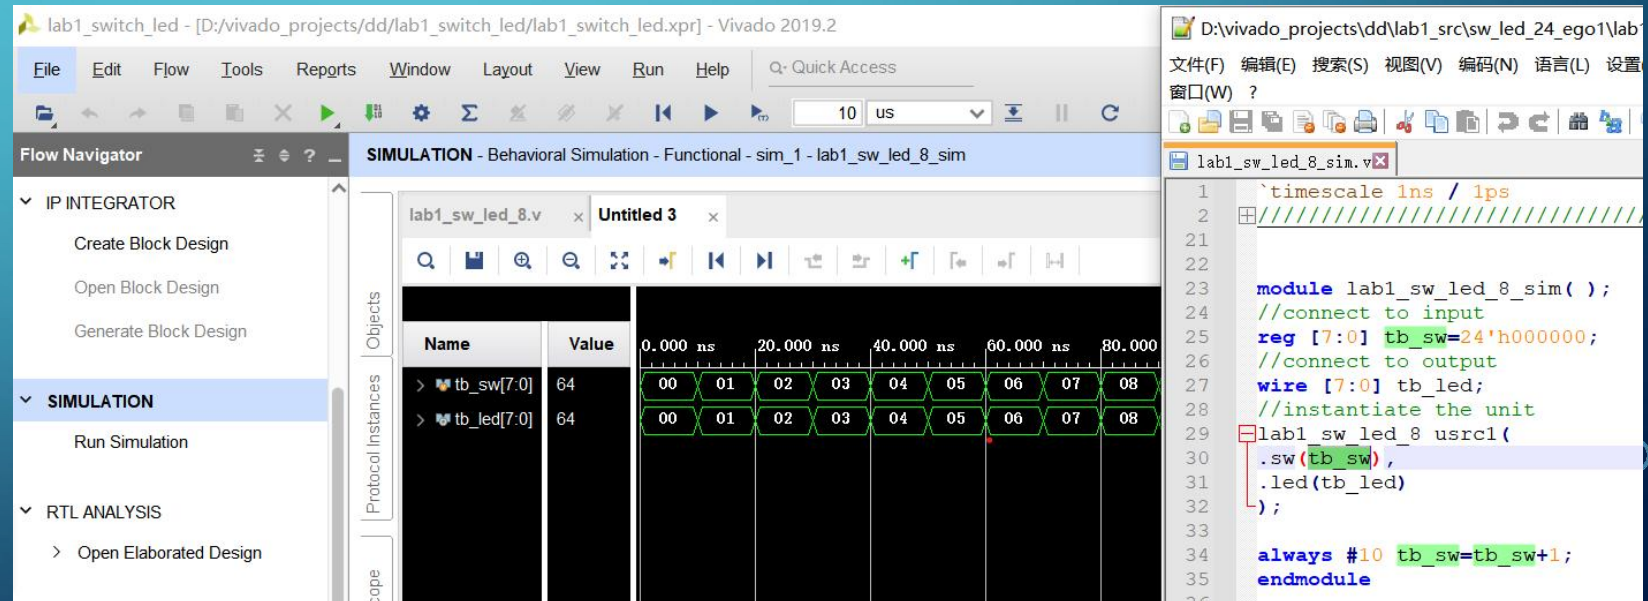 lab1_switch_led - [D:/vivado_projects/dd/lab1_switch_led/lab1_switch_led.xpr] - Vivado 2019.2
File Edit Flow Tools Reports Window Layout View Run Help Q- Quick Access
10 us
Flow Navigator ? _
SIMULATION - Behavioral Simulation - Functional - sim_1 - lab1_sw_led_8_sim
IP INTEGRATOR
Create Block Design
Open Block Design
Generate Block Design
SIMULATION
Run Simulation
RTL ANALYSIS
Open Elaborated Design
Objects
Protocol Instances
lab1_sw_led_8.v × Untitled 3 ×
Name Value 0.000 ns 20.000 ns 40.000 ns 60.000 ns 80.000
tb_sw[7:0] 64 00 01 02 03 04 05 06 07 08
tb_led[7:0] 64 00 01 02 03 04 05 06 07 08
D:\vivado_projects\dd\lab1_src\sw_led_24_ego1\lab
文件(F) 编辑(E) 搜索(S) 视图(V) 编码(N) 语言(L) 设置
窗口(W) ?
lab1_sw_led_8_sim.v
1 `timescale 1ns / 1ps
2 //////////////////////////////
21
22
23 module lab1_sw_led_8_sim( );
24 //connect to input
25 reg [7:0] tb_sw=24'h000000;
26 //connect to output
27 wire [7:0] tb_led;
28 //instantiate the unit
29 lab1_sw_led_8 usrc1(
30 .sw(tb_sw),
31 .led(tb_led)
32 );
33
34 always #10 tb_sw=tb_sw+1;
35 endmodule